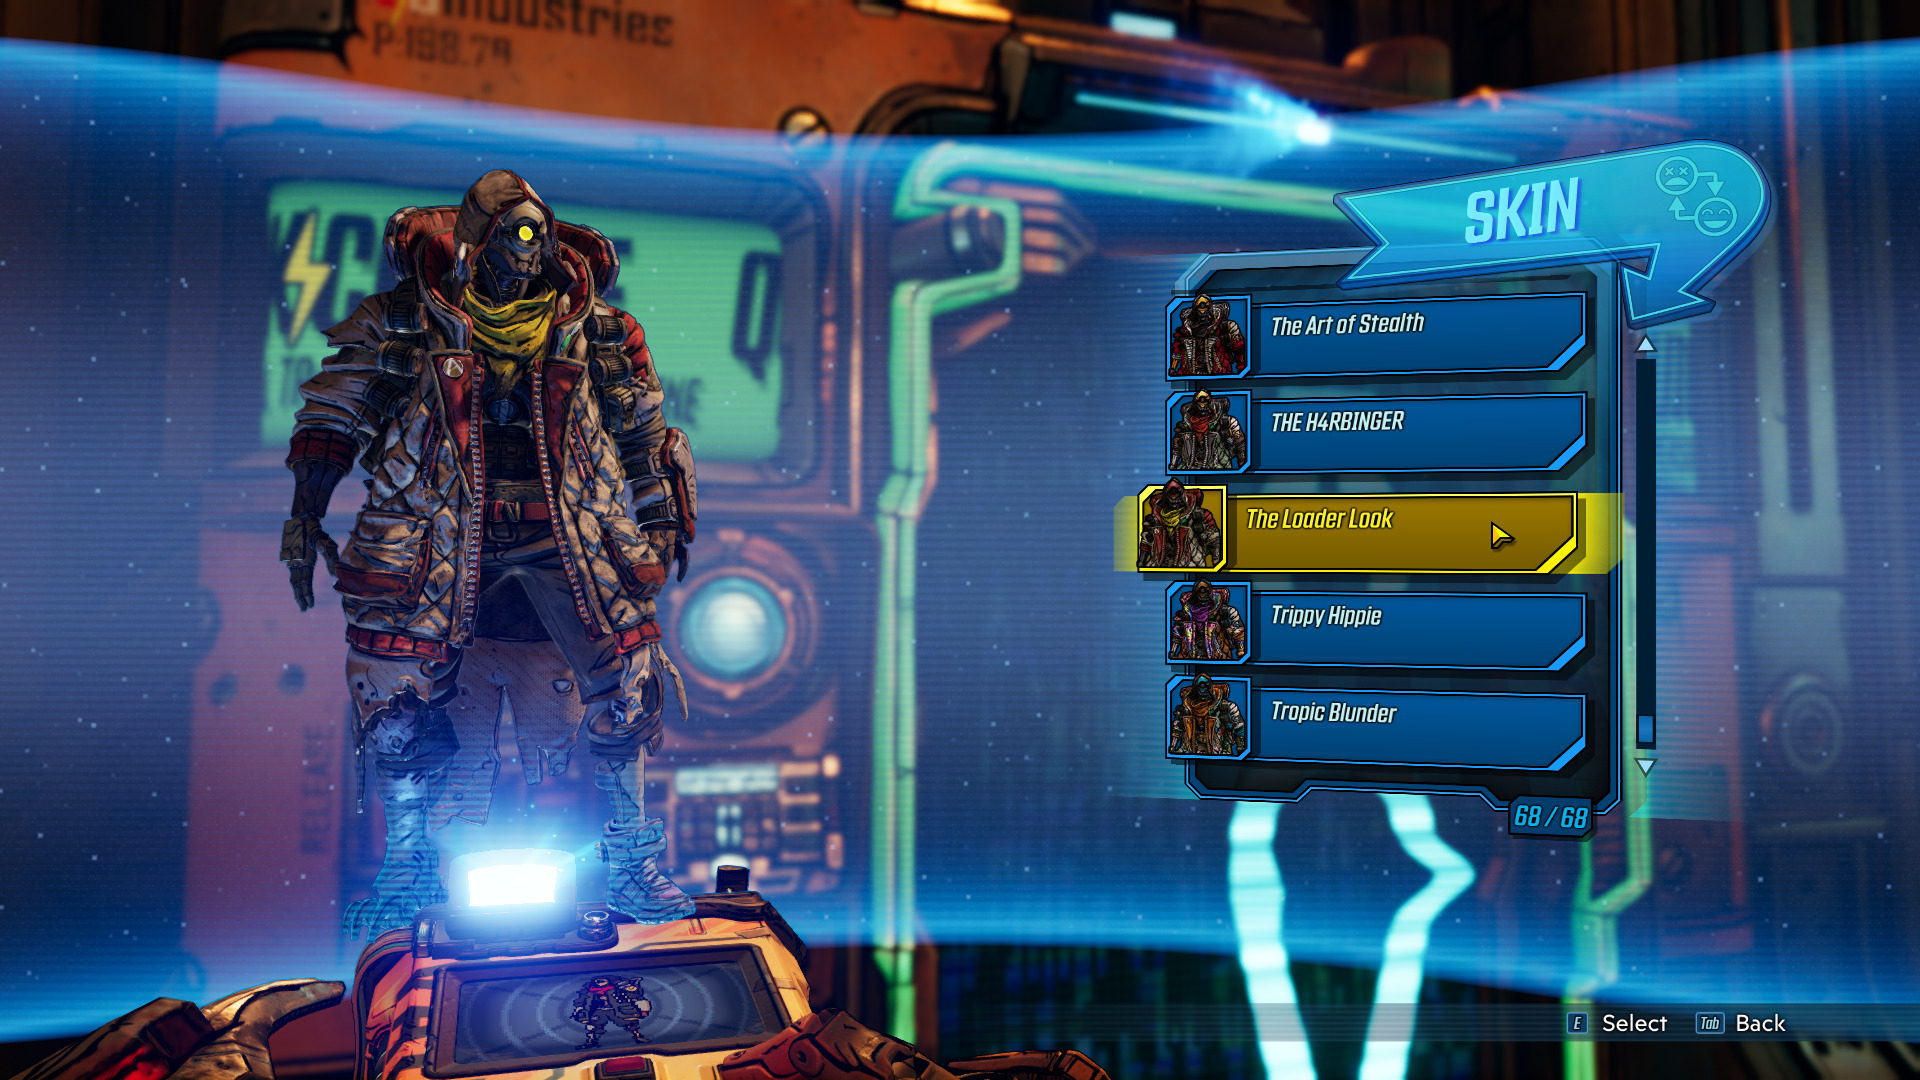 industries
P-198.79
SKIN
The Art of Stealth
THE H4RBINGER
The Loader Look
Trippy Hippie
Tropic Blunder
68 / 68
RELEASE
E Select Tab Back